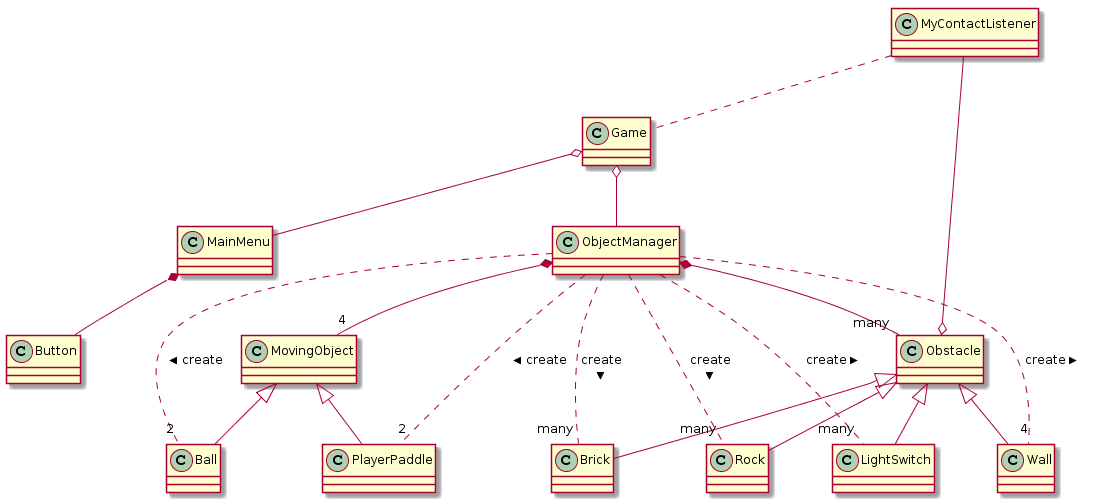 C MyContactListener
C Game
C MainMenu
C ObjectManager
4
many
C Button
C MovingObject
C Obstacle
◄ create
◄ create
create
▼
create
▼
create ►
create ►
2
2
many
many
many
4
C Ball
C PlayerPaddle
C Brick
C Rock
C LightSwitch
C Wall